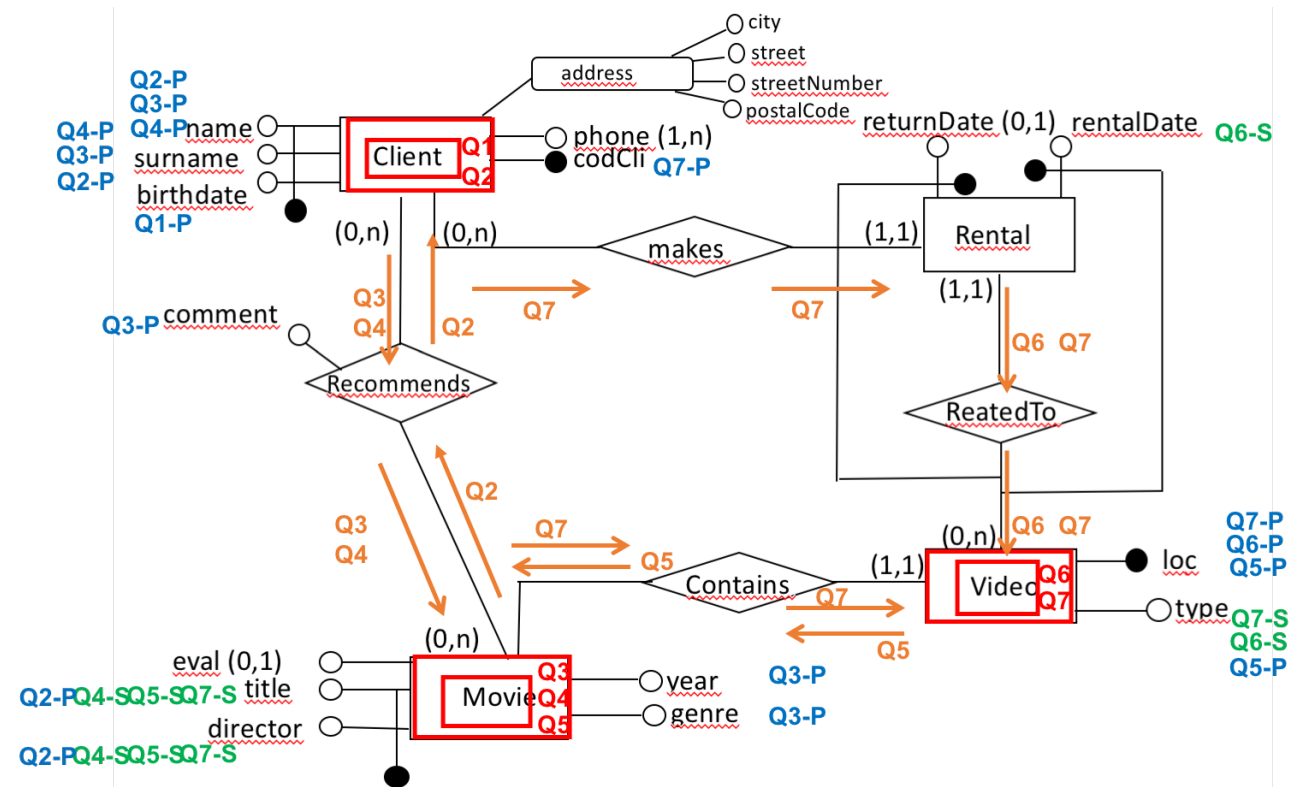 city
street
address
streetNumber
postalCode
Q2-P
Q3-P
Q4-P name
Q4-P
Q3-P surname
Q2-P
birthdate
Q1-P
Client Q1
Q2
phone (1,n)
codCli Q7-P
returnDate (0,1) rentalDate Q6-S
(0,n) (0,n)
makes
(1,1)
Rental
(1,1)
Q3
Q4
Q2
Q7
Q7
Q6 Q7
Q3-P comment
Recommends
ReatedTo
Q3
Q4
Q2
Q7
Q5
Q6 Q7
(0,n)
Contains
(1,1)
Q7
Q5
Video Q6
Q7
loc
Q7-P
Q6-P
Q5-P
type Q7-S
Q6-S
Q5-P
(0,n)
eval (0,1)
Q2-P Q4-S Q5-S Q7-S title
director
Q2-P Q4-S Q5-S Q7-S
Movie Q3
Q4
Q5
year Q3-P
genre Q3-P